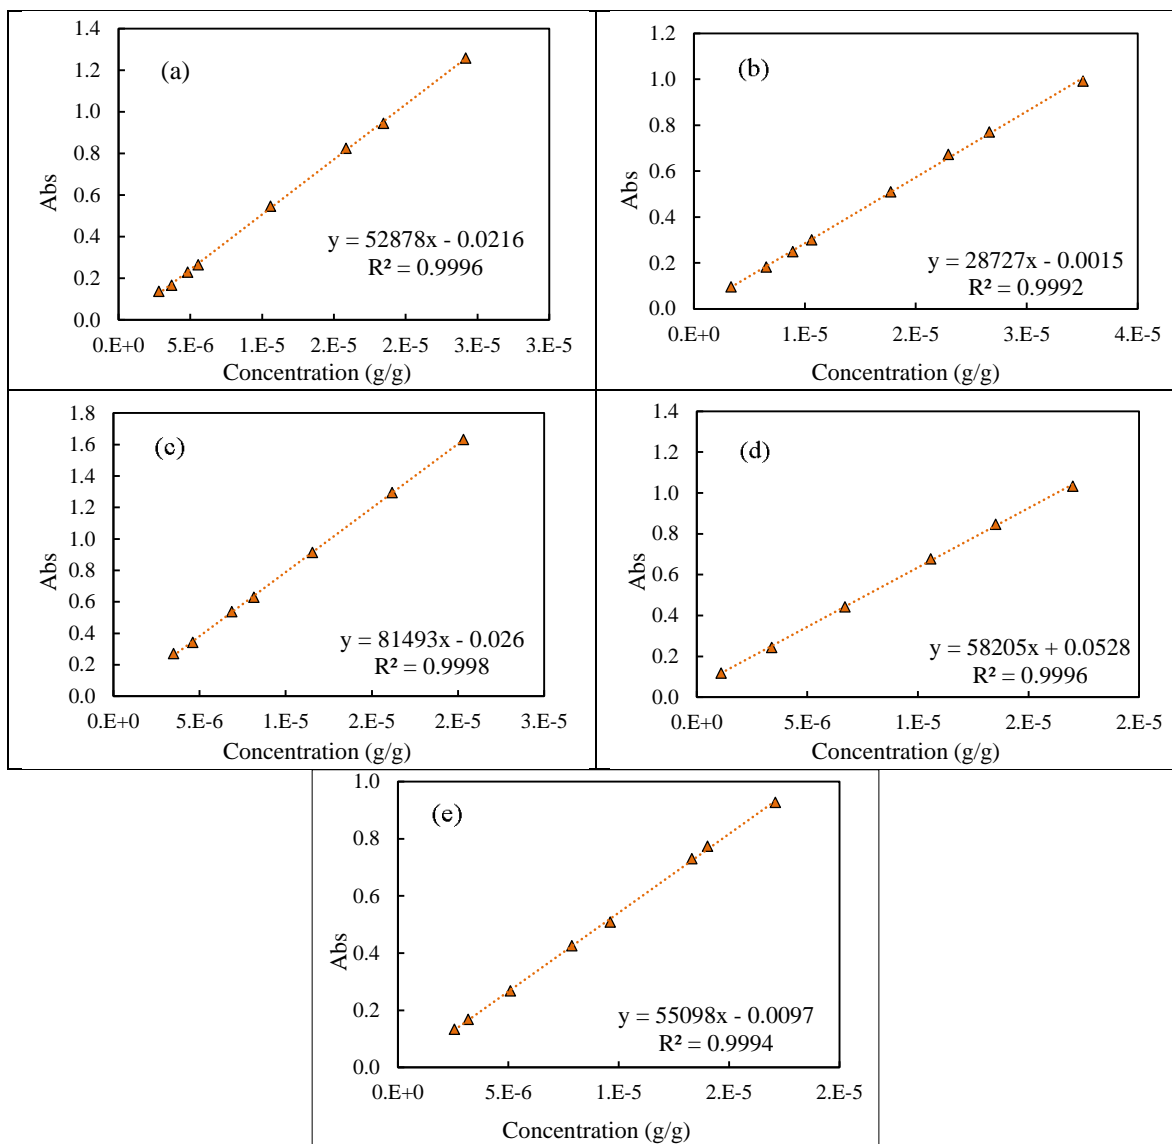 (a)
1.4
1.2
1.0
0.8
0.6
0.4
0.2
0.0
Abs
y = 52878x - 0.0216
R² = 0.9996
0.E+0 5.E-6 1.E-5 2.E-5 2.E-5 3.E-5 3.E-5
Concentration (g/g)
(b)
1.2
1.0
0.8
0.6
0.4
0.2
0.0
Abs
y = 28727x - 0.0015
R² = 0.9992
0.E+0 1.E-5 2.E-5 3.E-5 4.E-5
Concentration (g/g)
(c)
1.8
1.6
1.4
1.2
1.0
0.8
0.6
0.4
0.2
0.0
Abs
y = 81493x - 0.026
R² = 0.9998
0.E+0 5.E-6 1.E-5 2.E-5 2.E-5 3.E-5
Concentration (g/g)
(d)
1.4
1.2
1.0
0.8
0.6
0.4
0.2
0.0
Abs
y = 58205x + 0.0528
R² = 0.9996
0.E+0 5.E-6 1.E-5 2.E-5 2.E-5
Concentration (g/g)
(e)
1.0
0.8
0.6
0.4
0.2
0.0
Abs
y = 55098x - 0.0097
R² = 0.9994
0.E+0 5.E-6 1.E-5 2.E-5 2.E-5
Concentration (g/g)